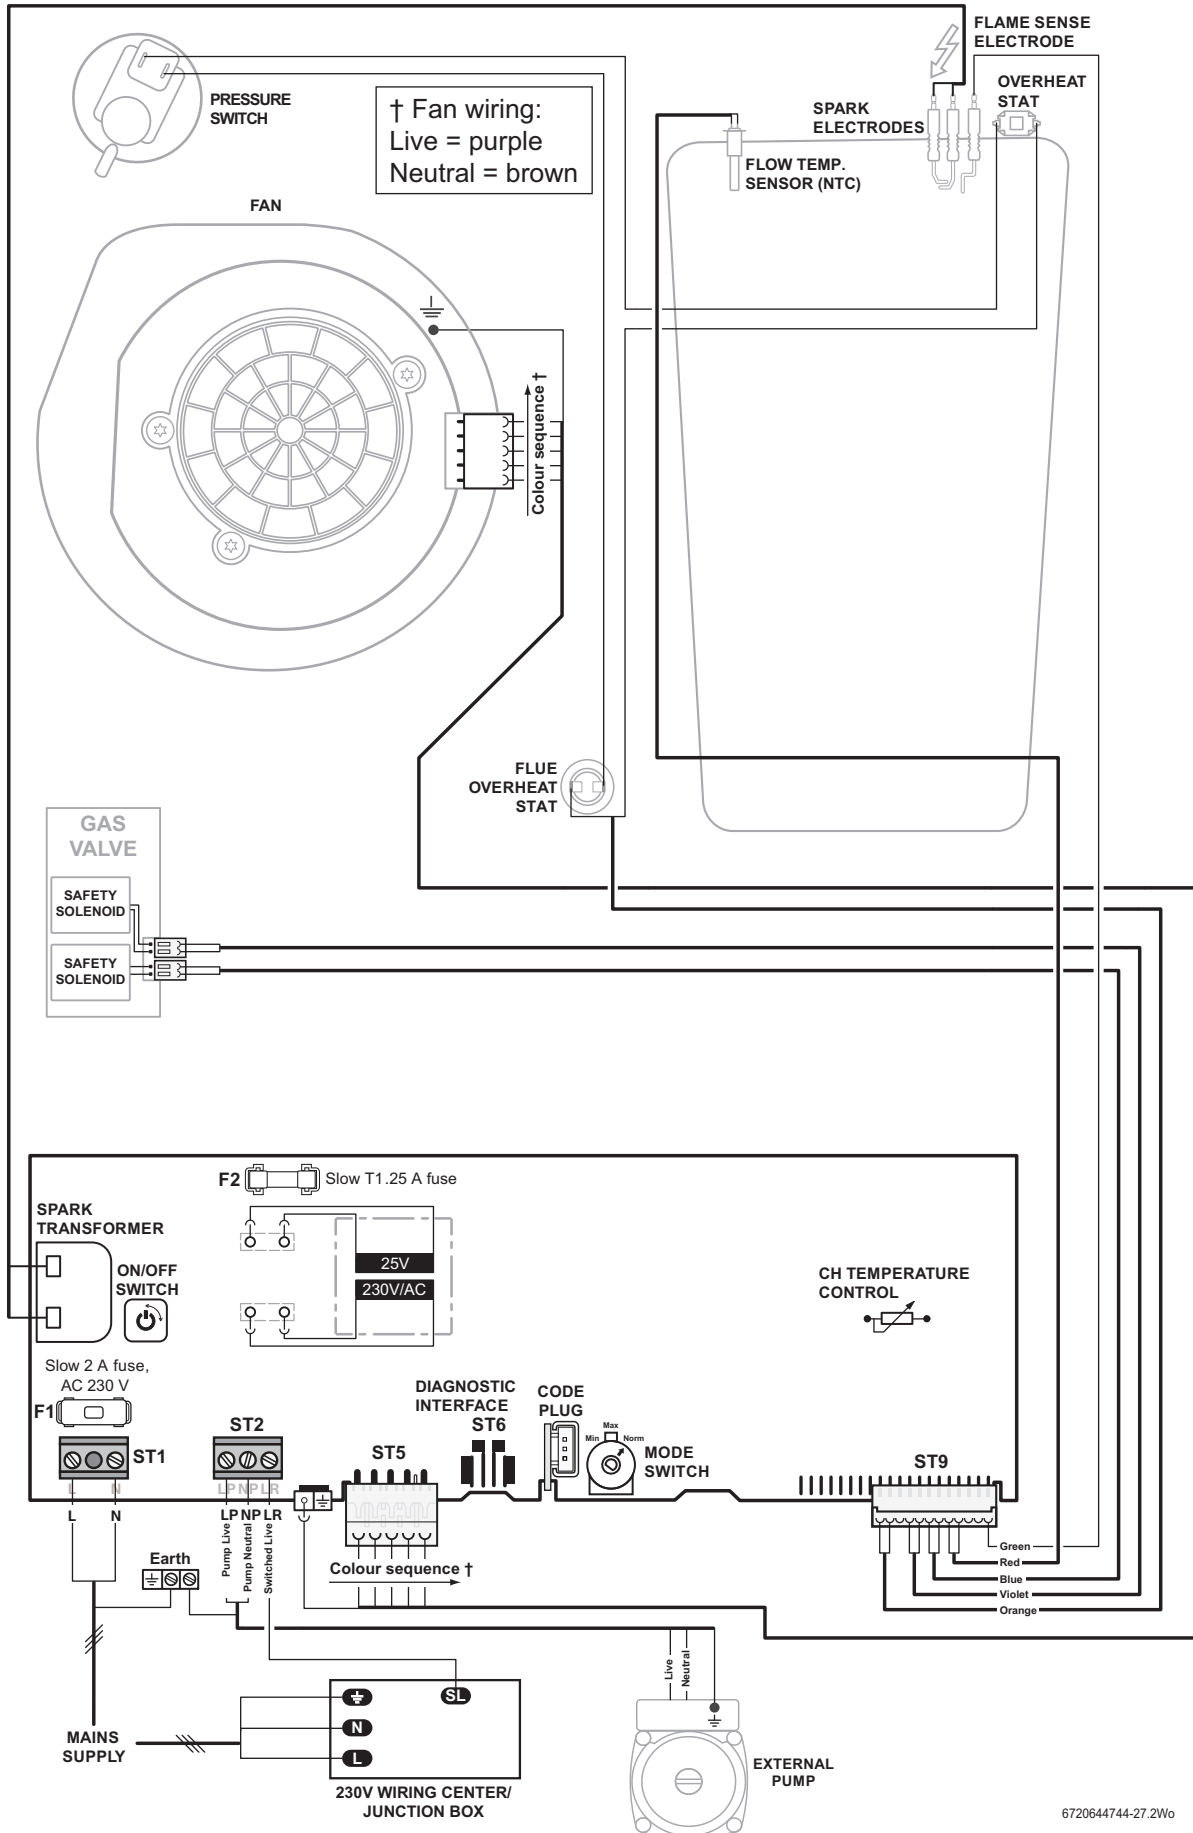 FLAME SENSE
ELECTRODE
OVERHEAT
STAT
SPARK
ELECTRODES
PRESSURE
SWITCH
† Fan wiring:
Live = purple
Neutral = brown
FLOW TEMP.
SENSOR (NTC)
FAN
Colour sequence †
FLUE
OVERHEAT
STAT
GAS
VALVE
SAFETY
SOLENOID
SAFETY
SOLENOID
F2
Slow T1.25 A fuse
SPARK
TRANSFORMER
ON/OFF
SWITCH
25V
230V/AC
CH TEMPERATURE
CONTROL
Slow 2 A fuse,
AC 230 V
F1
ST1
ST2
ST5
DIAGNOSTIC
INTERFACE
ST6
CODE
PLUG
Min
Max
Norm
MODE
SWITCH
ST9
L N
LP NP LR
L N
LP NP LR
Pump Live
Pump Neutral
Switched Live
Earth
Colour sequence †
Green
Red
Blue
Violet
Orange
Live
Neutral
MAINS
SUPPLY
SL
N
L
230V WIRING CENTER/
JUNCTION BOX
EXTERNAL
PUMP
6720644744-27.2Wo